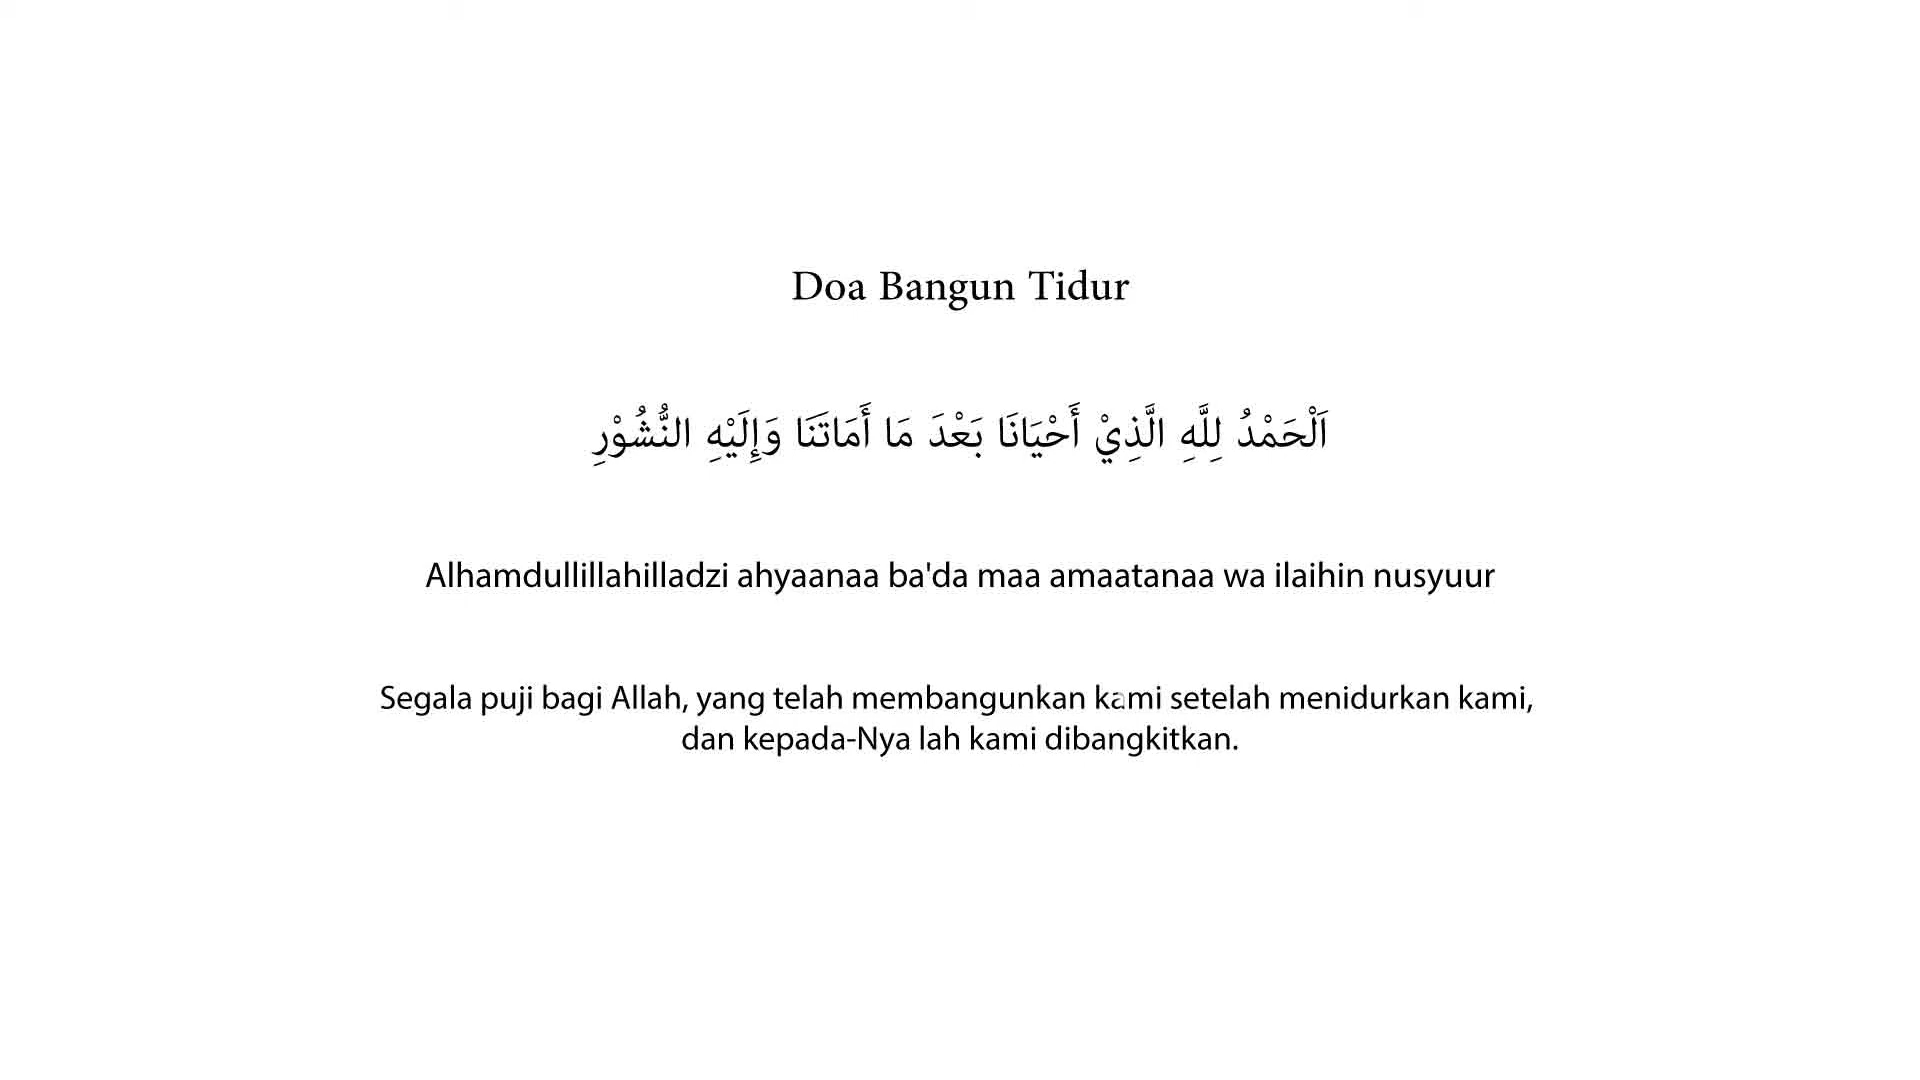 Doa Bangun Tidur
اَلْحَمْدُ لِلَّهِ الَّذِيْ أَحْيَانَا بَعْدَ مَا أَمَاتَنَا وَإِلَيْهِ النُّشُوْرِ
Alhamdullillahilladzi ahyaanaa ba'da maa amaatanaa wa ilaihin nusyuur
Segala puji bagi Allah, yang telah membangunkan kami setelah menidurkan kami,
dan kepada-Nya lah kami dibangkitkan.